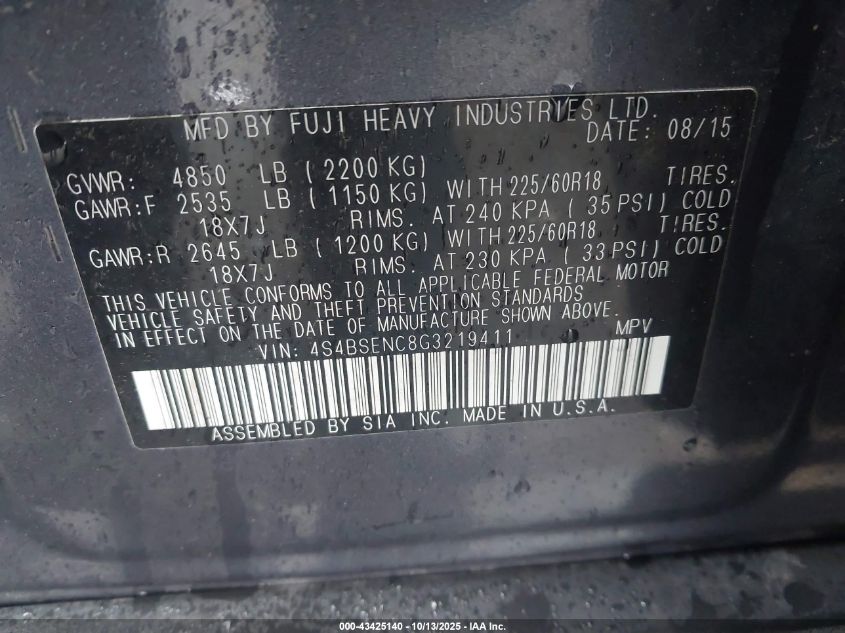 MFD BY FUJI HEAVY INDUSTRIES LTD.
DATE: 08/15
GVWR: 4850 LB (2200 KG)
GAWR:F 2535 LB (1150 KG) WITH 225/60R18 TIRES.
18X7J RIMS. AT 240 KPA ( 35 PSI) COLD
GAWR:R 2645 LB (1200 KG) WITH 225/60R18 TIRES.
18X7J RIMS. AT 230 KPA ( 33 PSI) COLD
THIS VEHICLE CONFORMS TO ALL APPLICABLE FEDERAL MOTOR
VEHICLE SAFETY AND THEFT PREVENTION STANDARDS
IN EFFECT ON THE DATE OF MANUFACTURE SHOWN ABOVE.
VIN: 4S4BSENC8G3219411 MPV
ASSEMBLED BY SIA INC. MADE IN U.S.A.
000-43425140 - 10/13/2025 - IAA Inc.